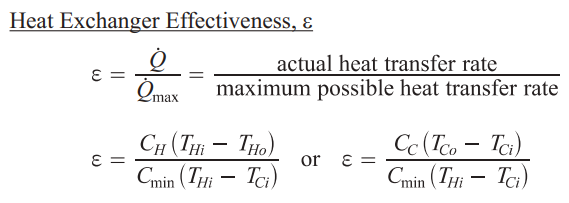 Heat Exchanger Effectiveness, ε
ε = Q̇ / Q̇max = actual heat transfer rate / maximum possible heat transfer rate
ε = CH (THi − THo) / Cmin (THi − TCi) or ε = CC (TCo − TCi) / Cmin (THi − TCi)